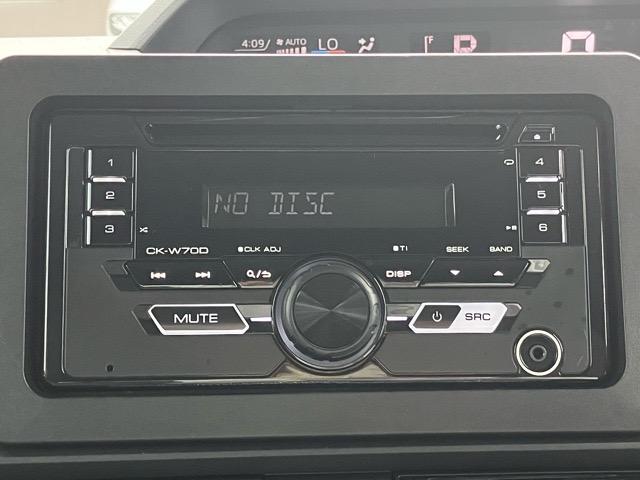 4:09 AUTO LO F P 0
1 4
NO DISC
2 5
3 6
CK-W70D CLK ADJ TI SEEK BAND
DISP
MUTE SRC